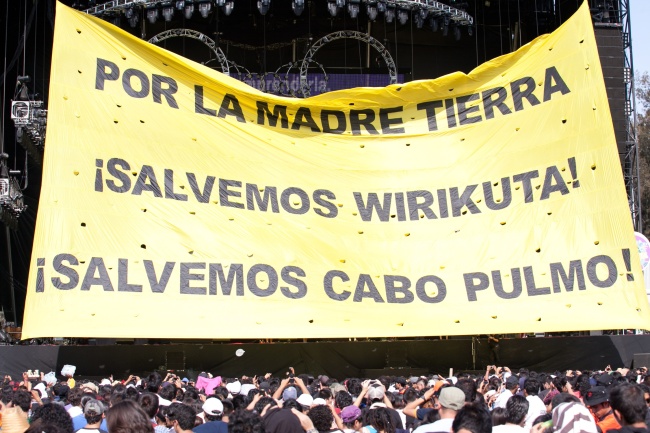 POR LA MADRE TIERRA
¡SALVEMOS WIRIKUTA!
¡SALVEMOS CABO PULMO!